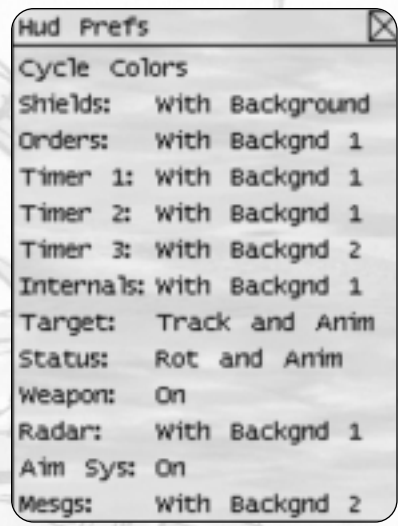 Hud Prefs
Cycle Colors
Shields: With Background
Orders: With Backgnd 1
Timer 1: With Backgnd 1
Timer 2: With Backgnd 1
Timer 3: With Backgnd 2
Internals: With Backgnd 1
Target: Track and Anim
Status: Rot and Anim
Weapon: On
Radar: With Backgnd 1
Aim Sys: On
Mesgs: With Backgnd 2